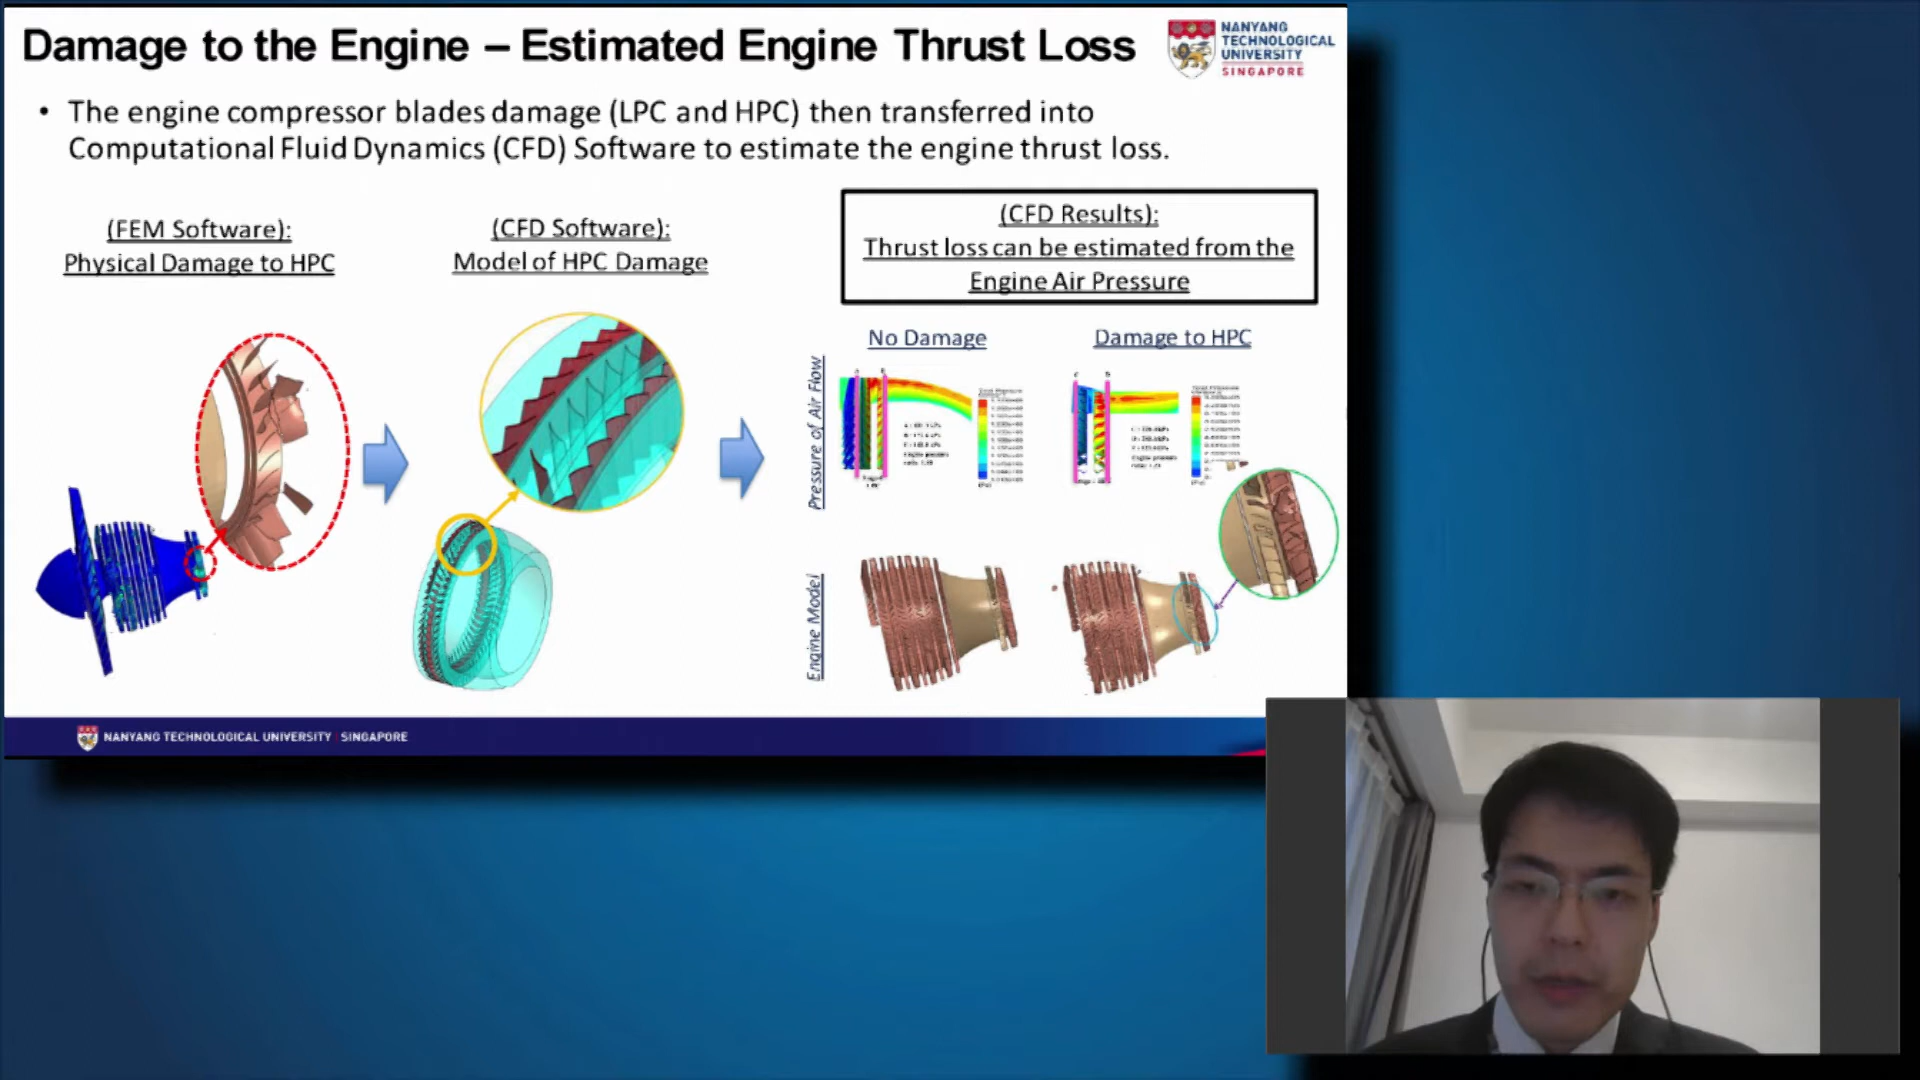 Damage to the Engine – Estimated Engine Thrust Loss
NANYANG
TECHNOLOGICAL
UNIVERSITY
SINGAPORE
• The engine compressor blades damage (LPC and HPC) then transferred into
Computational Fluid Dynamics (CFD) Software to estimate the engine thrust loss.
(FEM Software):
Physical Damage to HPC
(CFD Software):
Model of HPC Damage
(CFD Results):
Thrust loss can be estimated from the
Engine Air Pressure
No Damage
Damage to HPC
Pressure of Air Flow
Engine Model
NANYANG TECHNOLOGICAL UNIVERSITY | SINGAPORE